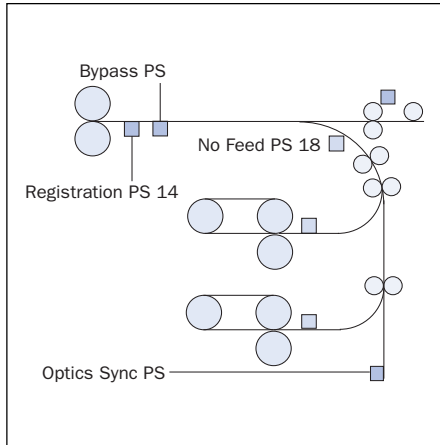 Bypass PS
No Feed PS 18
Registration PS 14
Optics Sync PS